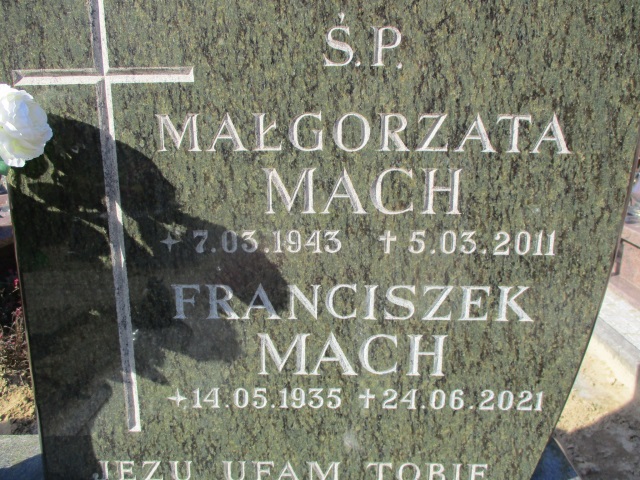 Ś.P.
MAŁGORZATA
MACH
✦ 7.03.1943 ✝ 5.03.2011
FRANCISZEK
MACH
✦ 14.05.1935 ✝ 24.06.2021
JEZU UFAM TOBIE